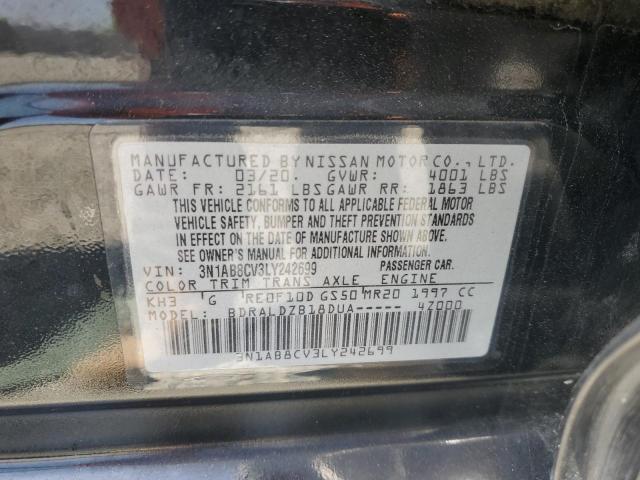 MANUFACTURED BY NISSAN MOTOR CO., LTD.
DATE: 03/20. GVWR: 4001 LBS
GAWR FR: 2161 LBS GAWR RR: 1863 LBS
THIS VEHICLE CONFORMS TO ALL APPLICABLE FEDERAL MOTOR
VEHICLE SAFETY, BUMPER AND THEFT PREVENTION STANDARDS
IN EFFECT ON THE DATE OF MANUFACTURE SHOWN ABOVE.
SEE OWNER'S MANUAL FOR ADDITIONAL INFORMATION.
VIN: 3N1AB8CV3LY242699 PASSENGER CAR.
COLOR TRIM TRANS AXLE ENGINE
KH3 G RE0F10D GS50 MR20 1997 CC
MODEL: BDRALDZB18DUA----- 4Z000
3N1AB8CV3LY242699